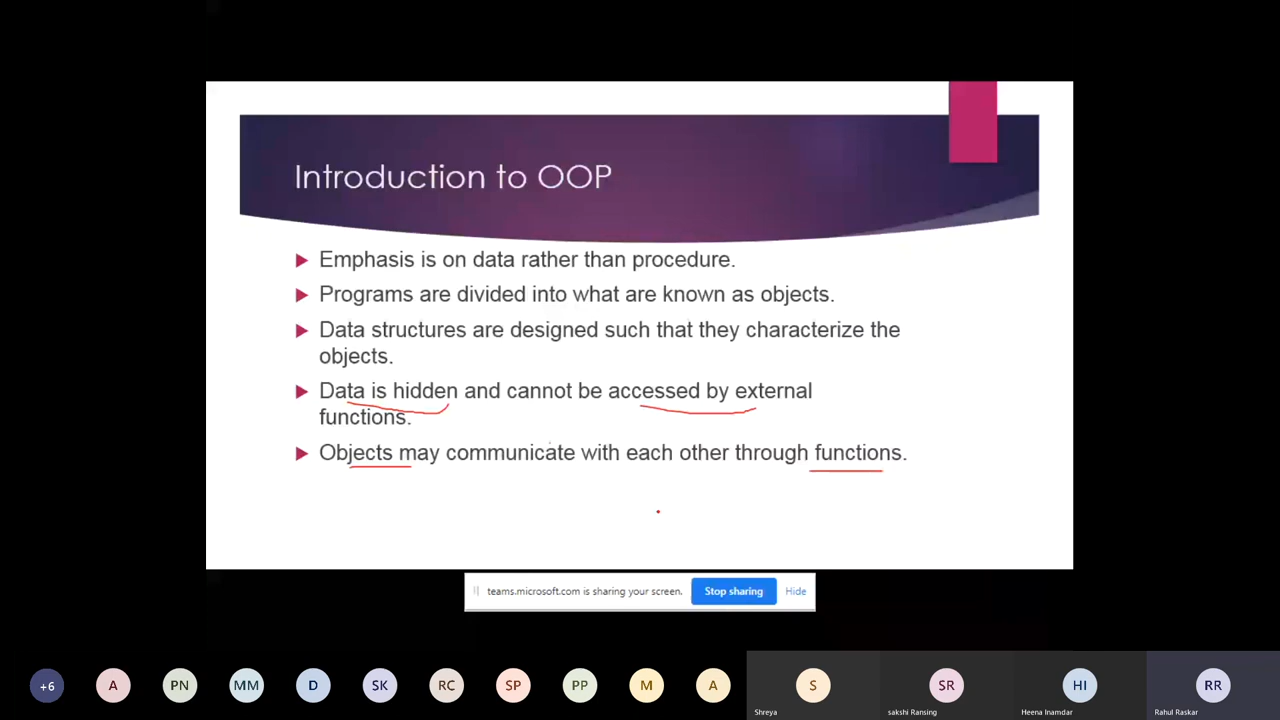 Introduction to OOP
Emphasis is on data rather than procedure.
Programs are divided into what are known as objects.
Data structures are designed such that they characterize the
objects.
Data is hidden and cannot be accessed by external
functions.
Objects may communicate with each other through functions.
teams.microsoft.com is sharing your screen. Stop sharing Hide
+6 A PN MM D SK RC SP PP M A S SR HI RR
Shreya sakshi Ransing Heena Inamdar Rahul Raskar